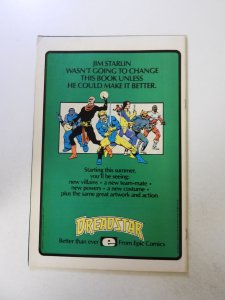 JIM STARLIN
WASN'T GOING TO CHANGE
THIS BOOK UNLESS
HE COULD MAKE IT BETTER.
Starting this summer,
you'll be seeing:
new villains • a new team-mate •
new powers • a new costume •
plus the same great artwork and action
DREADSTAR
Better than ever e From Epic Comics